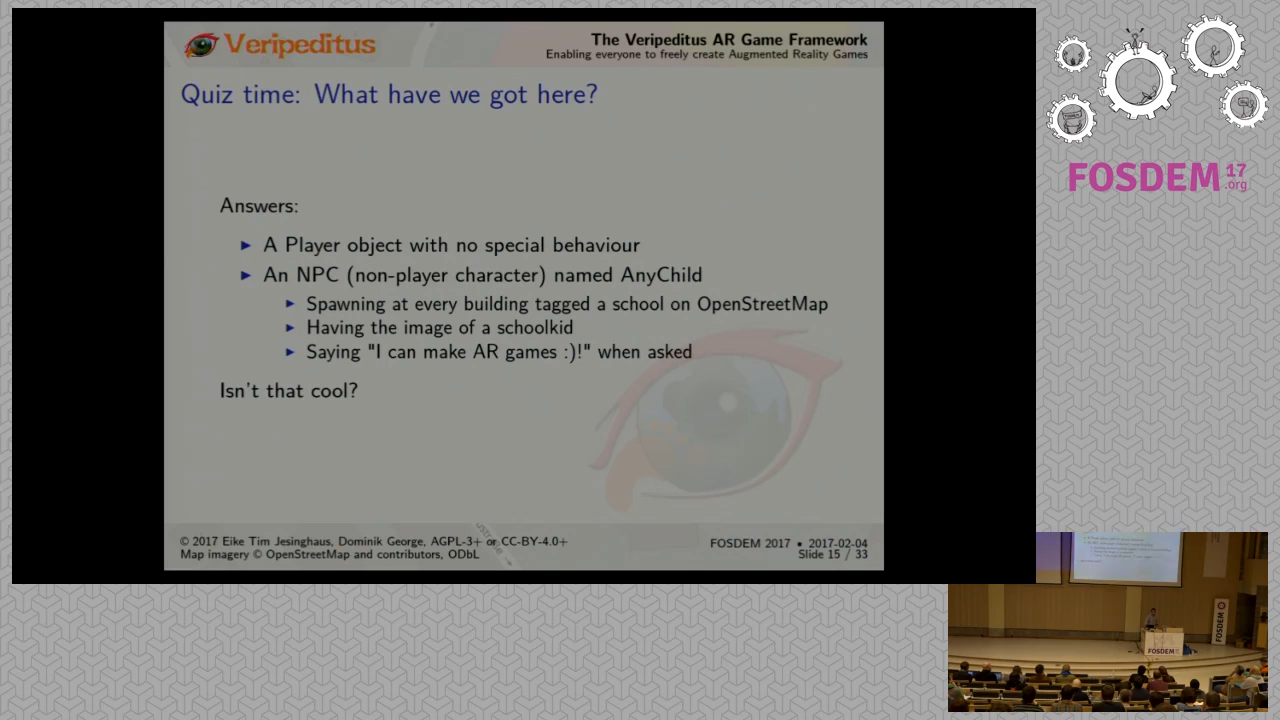 Veripeditus
The Veripeditus AR Game Framework
Enabling everyone to freely create Augmented Reality Games
Quiz time: What have we got here?
Answers:
A Player object with no special behaviour
An NPC (non-player character) named AnyChild
Spawning at every building tagged a school on OpenStreetMap
Having the image of a schoolkid
Saying "I can make AR games :)!" when asked
Isn't that cool?
© 2017 Eike Tim Jesinghaus, Dominik George, AGPL-3+ or CC-BY-4.0+
Map imagery © OpenStreetMap and contributors, ODbL
FOSDEM 2017 • 2017-02-04
Slide 15 / 33
FOSDEM 17
.org
FOSDEM
FOSDEM